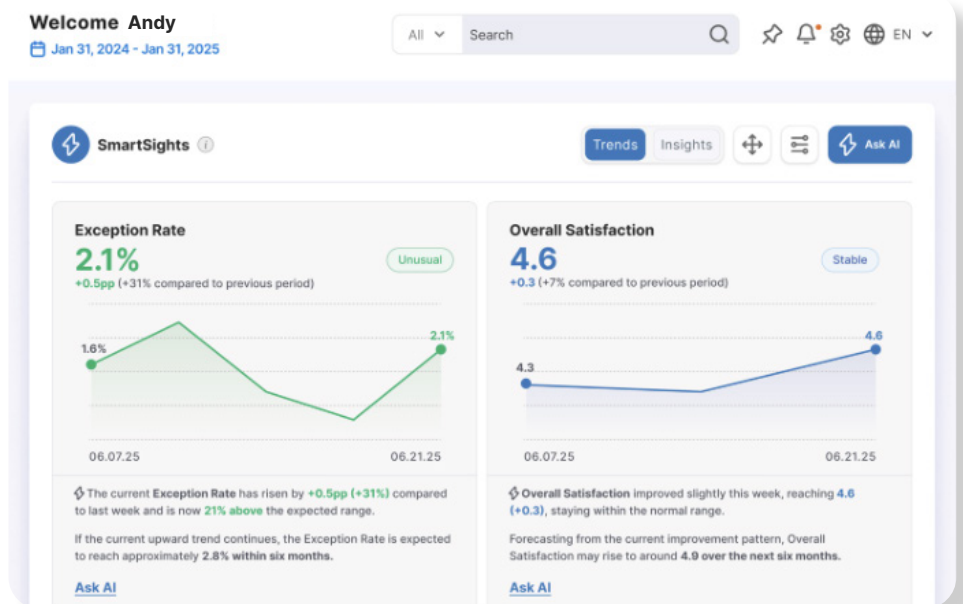 Welcome Andy
Jan 31, 2024 - Jan 31, 2025
All
Search
EN
SmartSights
i
Trends
Insights
Ask AI
Exception Rate
2.1%
Unusual
+0.5pp (+31% compared to previous period)
1.6%
2.1%
06.07.25
06.21.25
The current Exception Rate has risen by +0.5pp (+31%) compared
to last week and is now 21% above the expected range.
If the current upward trend continues, the Exception Rate is expected
to reach approximately 2.8% within six months.
Ask AI
Overall Satisfaction
4.6
Stable
+0.3 (+7% compared to previous period)
4.3
4.6
06.07.25
06.21.25
Overall Satisfaction improved slightly this week, reaching 4.6
(+0.3), staying within the normal range.
Forecasting from the current improvement pattern, Overall
Satisfaction may rise to around 4.9 over the next six months.
Ask AI